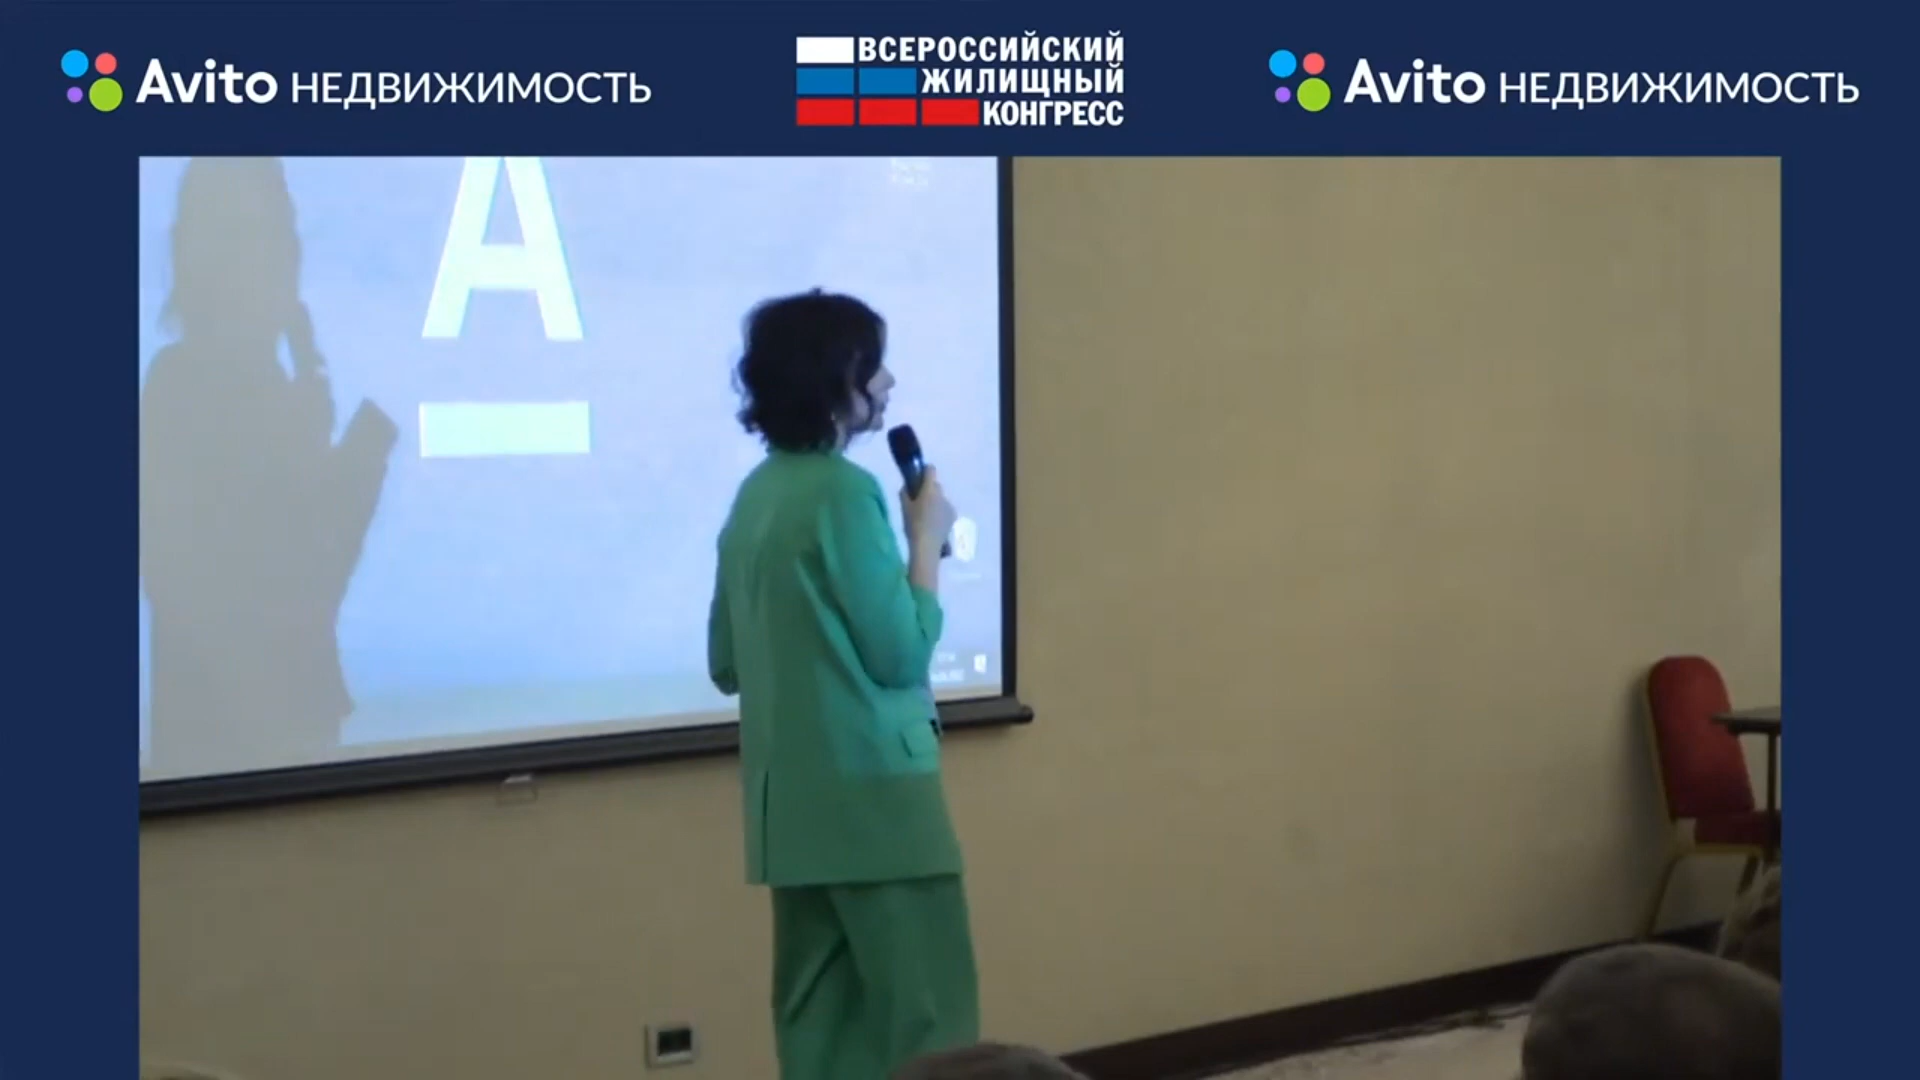 Avito НЕДВИЖИМОСТЬ
ВСЕРОССИЙСКИЙ
ЖИЛИЩНЫЙ
КОНГРЕСС
Avito НЕДВИЖИМОСТЬ
А